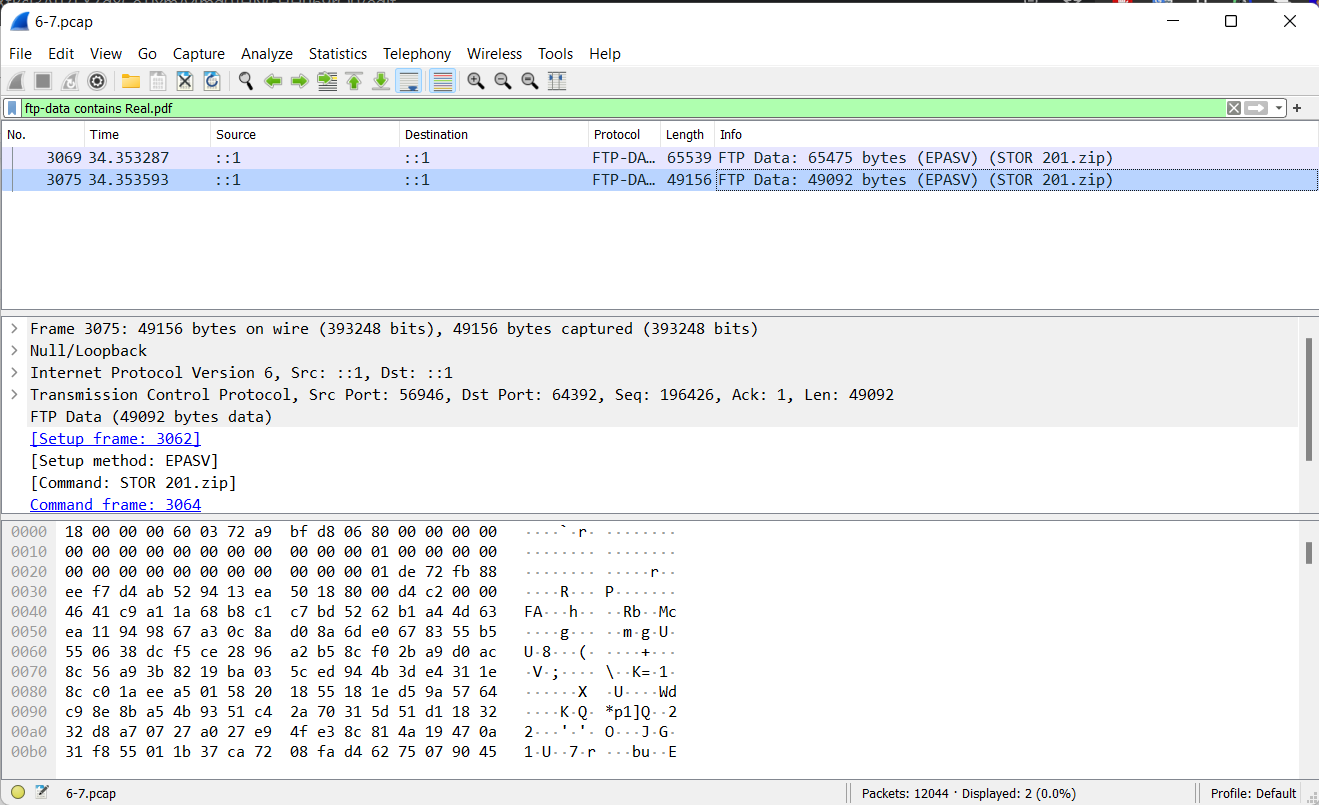 6-7.pcap
File Edit View Go Capture Analyze Statistics Telephony Wireless Tools Help
ftp-data contains Real.pdf
No. Time Source Destination Protocol Length Info
3069 34.353287 ::1 ::1 FTP-DA… 65539 FTP Data: 65475 bytes (EPASV) (STOR 201.zip)
3075 34.353593 ::1 ::1 FTP-DA… 49156 FTP Data: 49092 bytes (EPASV) (STOR 201.zip)
Frame 3075: 49156 bytes on wire (393248 bits), 49156 bytes captured (393248 bits)
Null/Loopback
Internet Protocol Version 6, Src: ::1, Dst: ::1
Transmission Control Protocol, Src Port: 56946, Dst Port: 64392, Seq: 196426, Ack: 1, Len: 49092
FTP Data (49092 bytes data)
[Setup frame: 3062]
[Setup method: EPASV]
[Command: STOR 201.zip]
Command frame: 3064
0000 18 00 00 00 60 03 72 a9 bf d8 06 80 00 00 00 00 ····`·r· ········
0010 00 00 00 00 00 00 00 00 00 00 00 01 00 00 00 00 ········ ········
0020 00 00 00 00 00 00 00 00 00 00 00 01 de 72 fb 88 ········ ·····r··
0030 ee f7 d4 ab 52 94 13 ea 50 18 80 00 d4 c2 00 00 ····R··· P·······
0040 46 41 c9 a1 1a 68 b8 c1 c7 bd 52 62 b1 a4 4d 63 FA···h·· ··Rb··Mc
0050 ea 11 94 98 67 a3 0c 8a d0 8a 6d e0 67 83 55 b5 ····g··· ··m·g·U·
0060 55 06 38 dc f5 ce 28 96 a2 b5 8c f0 2b a9 d0 ac U·8···(· ····+···
0070 8c 56 a9 3b 82 19 ba 03 5c ed 94 4b 3d e4 31 1e ·V·;···· \··K=·1·
0080 8c c0 1a ee a5 01 58 20 18 55 18 1e d5 9a 57 64 ······X  ·U····Wd
0090 c9 8e 8b a5 4b 93 51 c4 2a 70 31 5d 51 d1 18 32 ····K·Q· *p1]Q··2
00a0 32 d8 a7 07 27 a0 27 e9 4f e3 8c 81 4a 19 47 0a 2···'·'· O···J·G·
00b0 31 f8 55 01 1b 37 ca 72 08 fa d4 62 75 07 90 45 1·U··7·r ···bu··E
6-7.pcap Packets: 12044 · Displayed: 2 (0.0%) Profile: Default